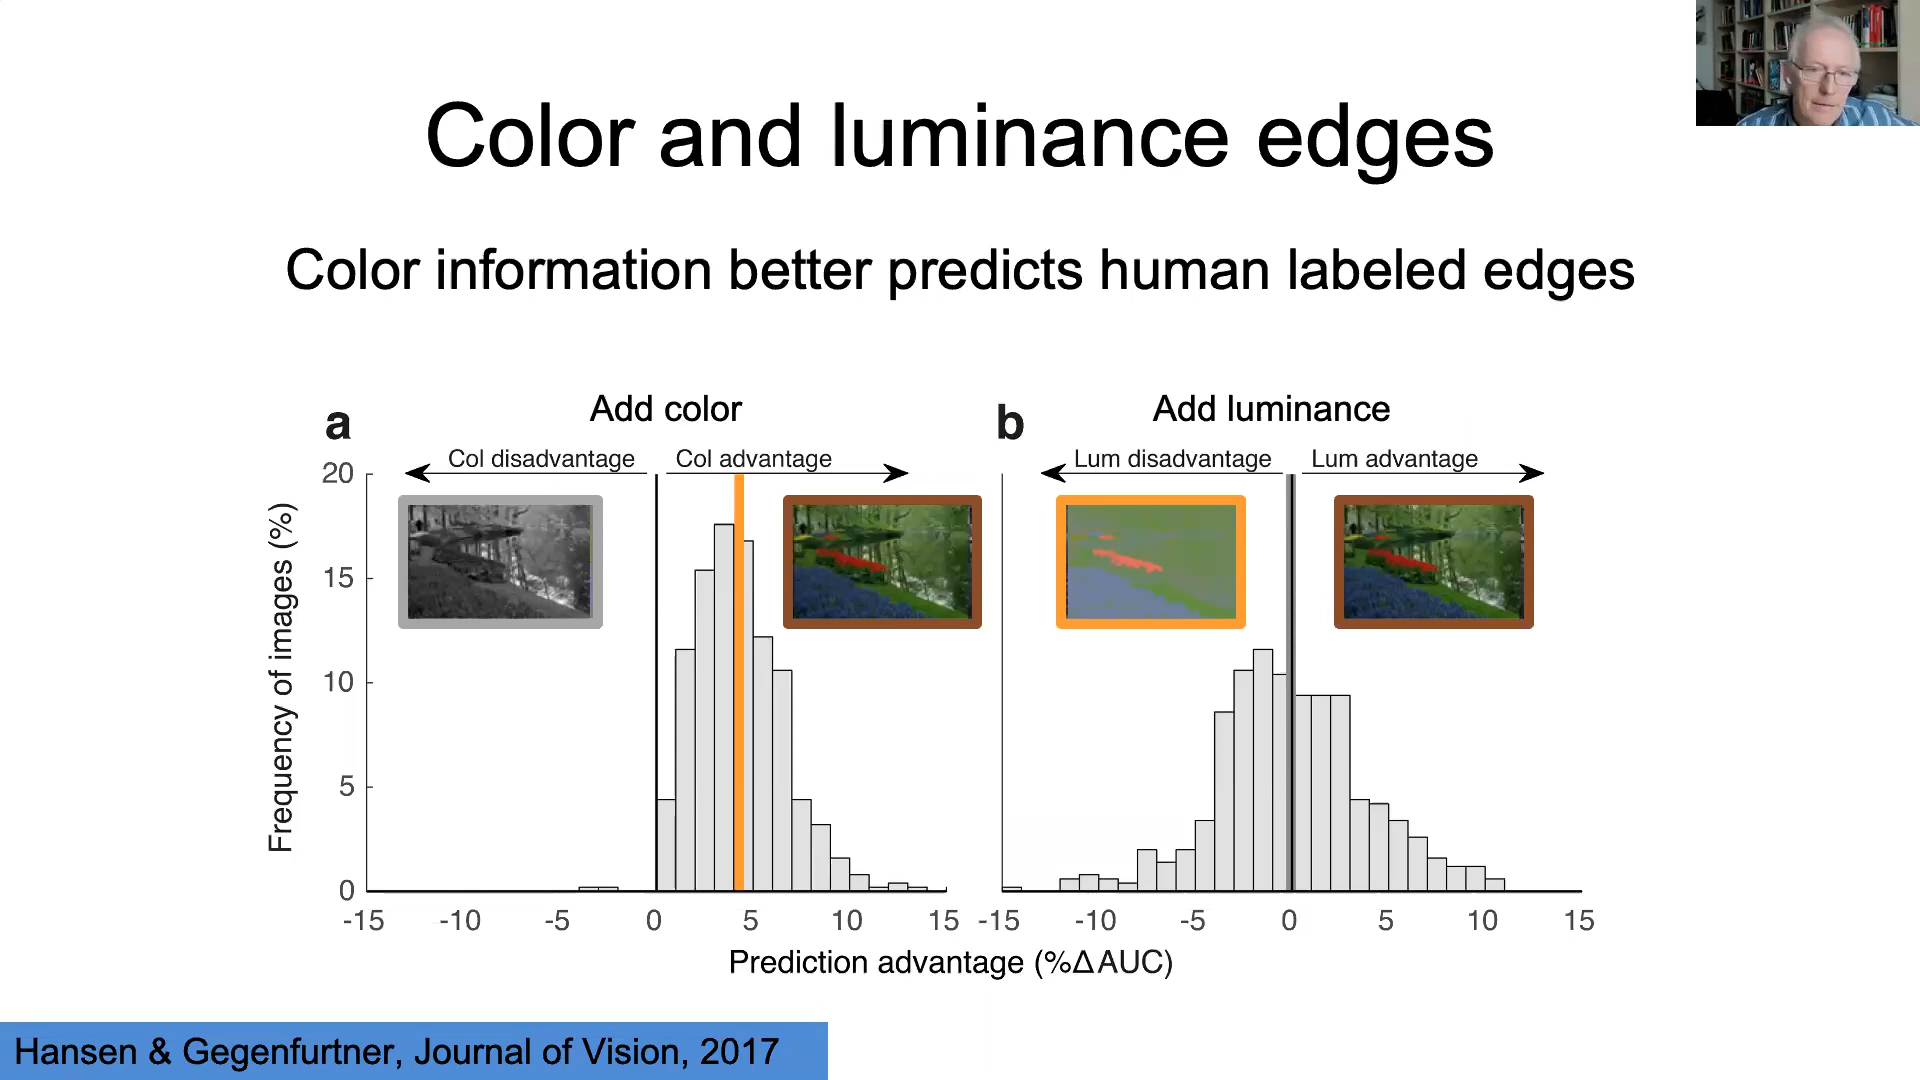 Color and luminance edges
Color information better predicts human labeled edges
a
Add color
Col disadvantage
Col advantage
b
Add luminance
Lum disadvantage
Lum advantage
Frequency of images (%)
20
15
10
5
0
-15 -10 -5 0 5 10 15
-15 -10 -5 0 5 10 15
Prediction advantage (%ΔAUC)
Hansen & Gegenfurtner, Journal of Vision, 2017